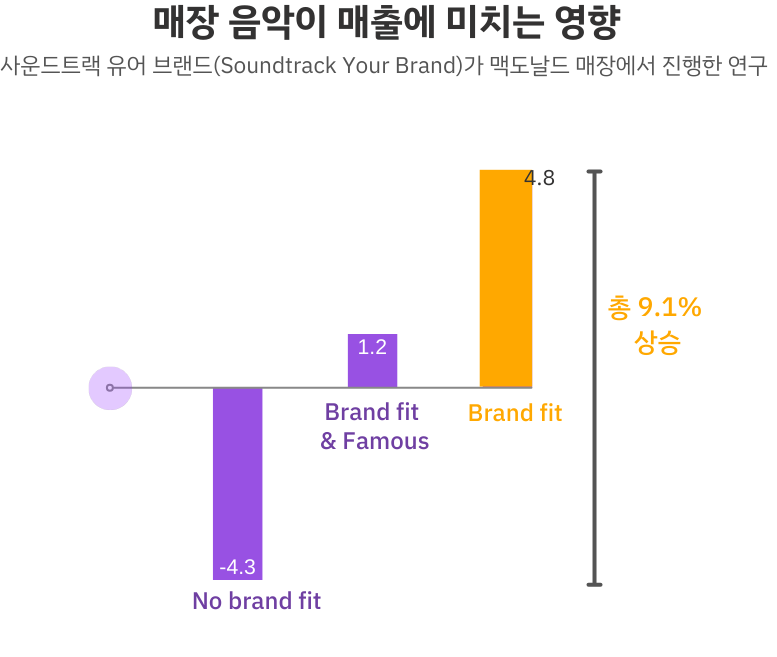 매장 음악이 매출에 미치는 영향
사운드트랙 유어 브랜드(Soundtrack Your Brand)가 맥도날드 매장에서 진행한 연구
4.8
총 9.1%
상승
1.2
Brand fit
& Famous
Brand fit
-4.3
No brand fit